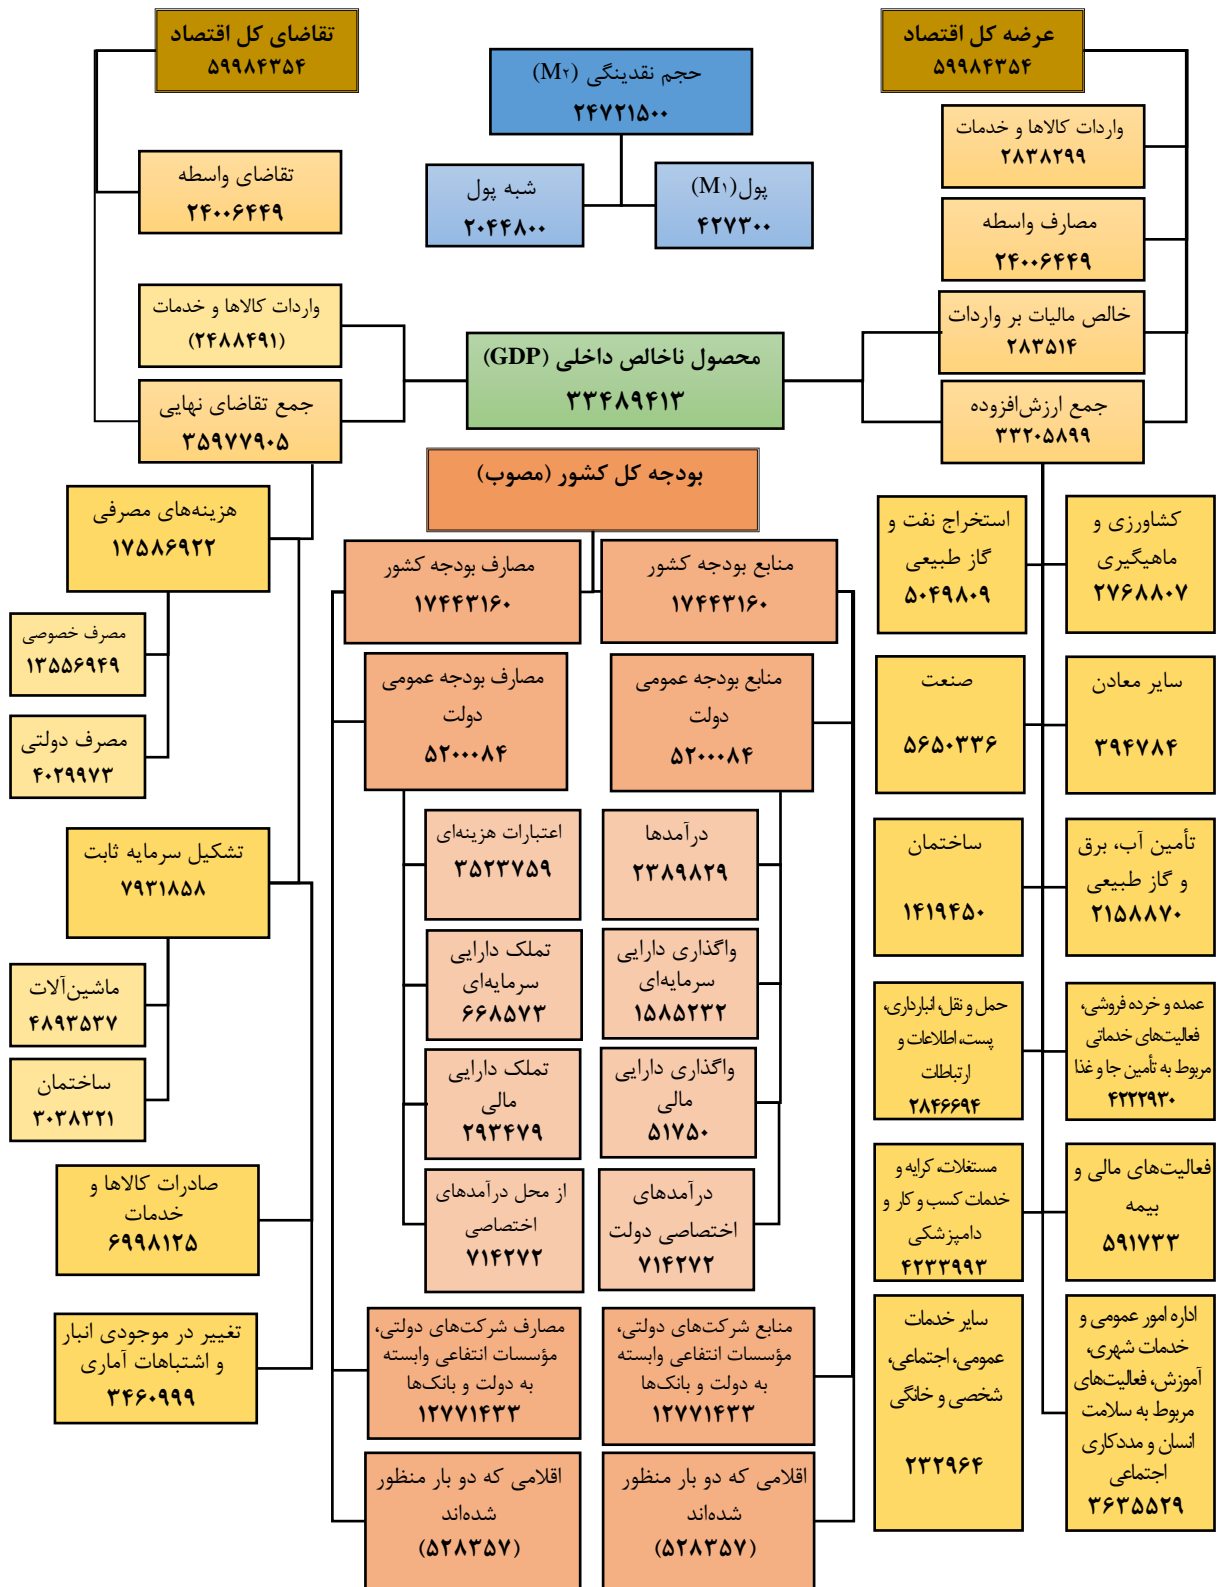 عرضه کل اقتصاد
۵۹۹۸۴۳۵۴
تقاضای کل اقتصاد
۵۹۹۸۴۳۵۴
حجم نقدینگی (M۲)
۲۴۷۲۱۵۰۰
پول(M۱)
۴۲۷۳۰۰
شبه پول
۲۰۴۴۸۰۰
واردات کالاها و خدمات
۲۸۳۸۲۹۹
مصارف واسطه
۲۴۰۰۶۴۴۹
خالص مالیات بر واردات
۲۸۳۵۱۴
جمع ارزش‌افزوده
۳۳۲۰۵۸۹۹
تقاضای واسطه
۲۴۰۰۶۴۴۹
واردات کالاها و خدمات
(۲۴۸۸۴۹۱)
جمع تقاضای نهایی
۳۵۹۷۷۹۰۵
محصول ناخالص داخلی (GDP)
۳۳۴۸۹۴۱۳
بودجه کل کشور (مصوب)
کشاورزی و
ماهیگیری
۲۷۶۸۸۰۷
استخراج نفت و
گاز طبیعی
۵۰۴۹۸۰۹
سایر معادن
۳۹۴۷۸۴
صنعت
۵۶۵۰۳۳۶
تأمین آب، برق
و گاز طبیعی
۲۱۵۸۸۷۰
ساختمان
۱۴۱۹۴۵۰
عمده و خرده فروشی،
فعالیت‌های خدماتی
مربوط به تأمین جا و غذا
۴۲۲۲۹۳۰
حمل و نقل، انبارداری،
پست، اطلاعات و
ارتباطات
۲۸۴۶۶۹۴
فعالیت‌های مالی و
بیمه
۵۹۱۷۳۳
مستغلات، کرایه و
خدمات کسب و کار و
دامپزشکی
۴۲۳۳۹۹۳
اداره امور عمومی و
خدمات شهری،
آموزش، فعالیت‌های
مربوط به سلامت
انسان و مددکاری
اجتماعی
۳۶۳۵۵۲۹
سایر خدمات
عمومی، اجتماعی،
شخصی و خانگی
۲۳۲۹۶۴
منابع بودجه کشور
۱۷۴۴۳۱۶۰
مصارف بودجه کشور
۱۷۴۴۳۱۶۰
منابع بودجه عمومی
دولت
۵۲۰۰۰۸۴
مصارف بودجه عمومی
دولت
۵۲۰۰۰۸۴
درآمدها
۲۳۸۹۸۲۹
اعتبارات هزینه‌ای
۳۵۲۳۷۵۹
واگذاری دارایی
سرمایه‌ای
۱۵۸۵۲۳۲
تملک دارایی
سرمایه‌ای
۶۶۸۵۷۳
واگذاری دارایی
مالی
۵۱۷۵۰
تملک دارایی
مالی
۲۹۳۴۷۹
درآمدهای
اختصاصی دولت
۷۱۴۲۷۲
از محل درآمدهای
اختصاصی
۷۱۴۲۷۲
منابع شرکت‌های دولتی،
مؤسسات انتفاعی وابسته
به دولت و بانک‌ها
۱۲۷۷۱۴۳۳
مصارف شرکت‌های دولتی،
مؤسسات انتفاعی وابسته
به دولت و بانک‌ها
۱۲۷۷۱۴۳۳
اقلامی که دو بار منظور
شده‌اند
(۵۲۸۳۵۷)
اقلامی که دو بار منظور
شده‌اند
(۵۲۸۳۵۷)
هزینه‌های مصرفی
۱۷۵۸۶۹۲۲
مصرف خصوصی
۱۳۵۵۶۹۴۹
مصرف دولتی
۴۰۲۹۹۷۳
تشکیل سرمایه ثابت
۷۹۳۱۸۵۸
ماشین‌آلات
۴۸۹۳۵۳۷
ساختمان
۳۰۳۸۳۲۱
صادرات کالاها و
خدمات
۶۹۹۸۱۲۵
تغییر در موجودی انبار
و اشتباهات آماری
۳۴۶۰۹۹۹